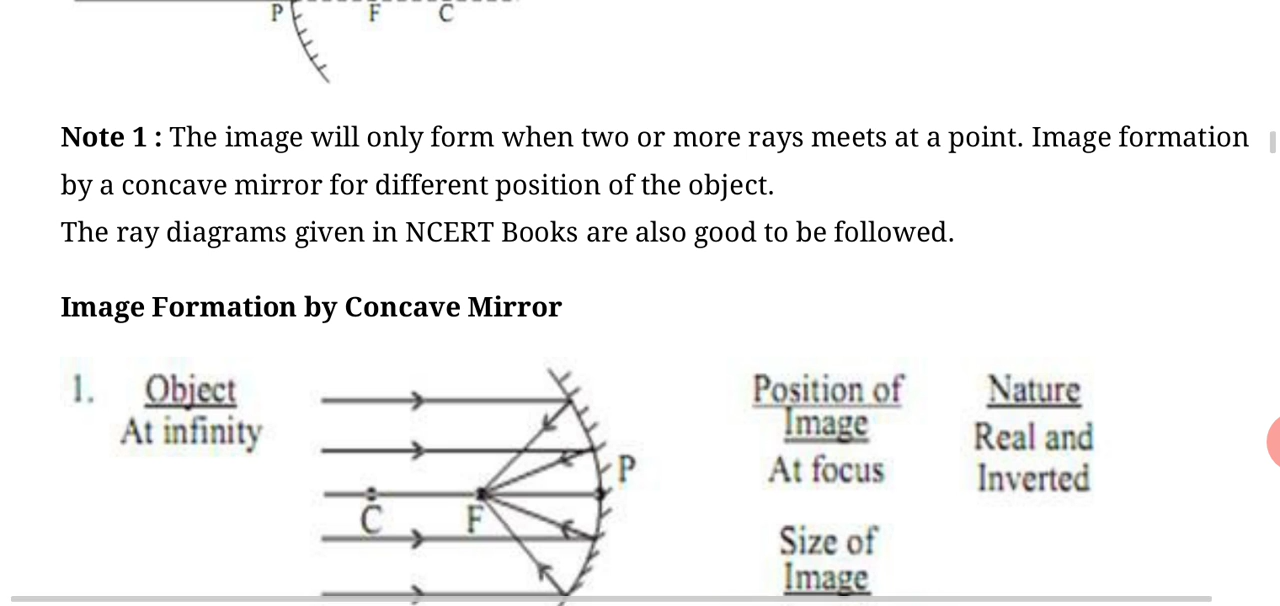 P F C
Note 1 : The image will only form when two or more rays meets at a point. Image formation
by a concave mirror for different position of the object.
The ray diagrams given in NCERT Books are also good to be followed.
Image Formation by Concave Mirror
1. Object
At infinity
C F P
Position of
Image
At focus
Nature
Real and
Inverted
Size of
Image